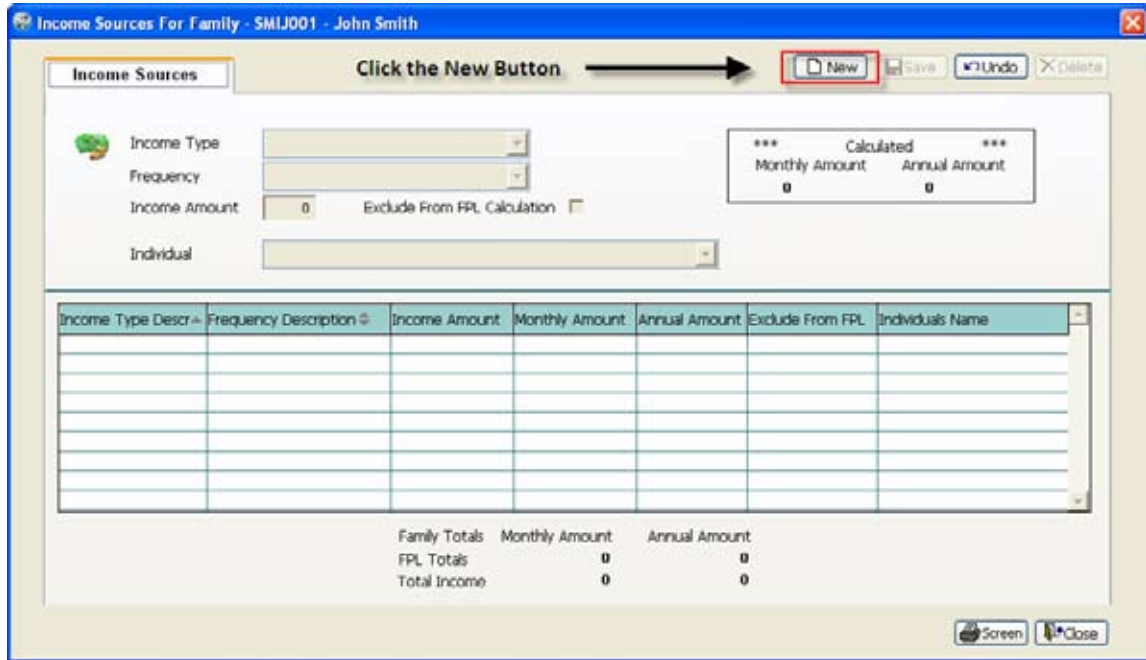 Income Sources For Family - SMIJ001 - John Smith
Income Sources
Click the New Button
New Save Undo Delete
Income Type
*** Calculated ***
Frequency
Monthly Amount Annual Amount
0 0
Income Amount 0 Exclude From FPL Calculation
Individual
Income Type Descr Frequency Description Income Amount Monthly Amount Annual Amount Exclude From FPL Individuals Name
Family Totals Monthly Amount Annual Amount
FPL Totals 0 0
Total Income 0 0
Screen Close